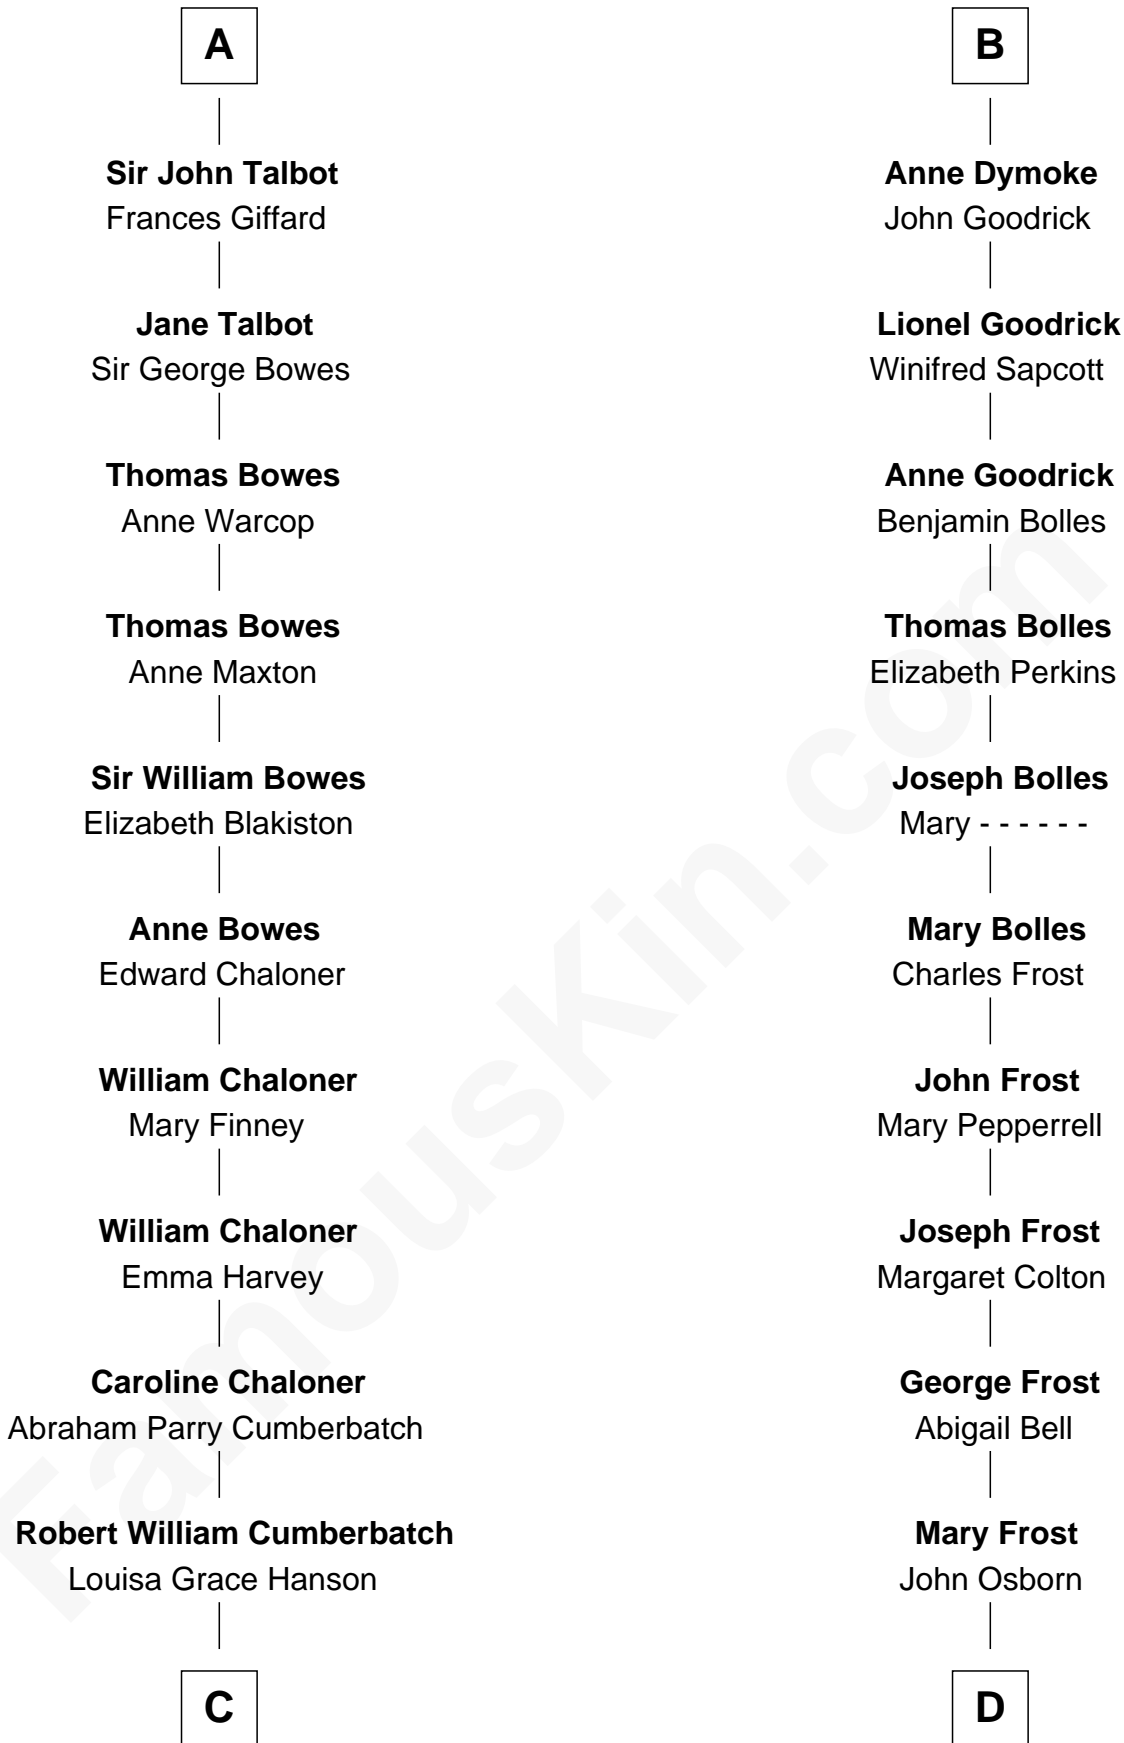 A
Sir John Talbot
Frances Giffard
Jane Talbot
Sir George Bowes
Thomas Bowes
Anne Warcop
Thomas Bowes
Anne Maxton
Sir William Bowes
Elizabeth Blakiston
Anne Bowes
Edward Chaloner
William Chaloner
Mary Finney
William Chaloner
Emma Harvey
Caroline Chaloner
Abraham Parry Cumberbatch
Robert William Cumberbatch
Louisa Grace Hanson
C
B
Anne Dymoke
John Goodrick
Lionel Goodrick
Winifred Sapcott
Anne Goodrick
Benjamin Bolles
Thomas Bolles
Elizabeth Perkins
Joseph Bolles
Mary - - - - - -
Mary Bolles
Charles Frost
John Frost
Mary Pepperrell
Joseph Frost
Margaret Colton
George Frost
Abigail Bell
Mary Frost
John Osborn
D
FamousKin.com